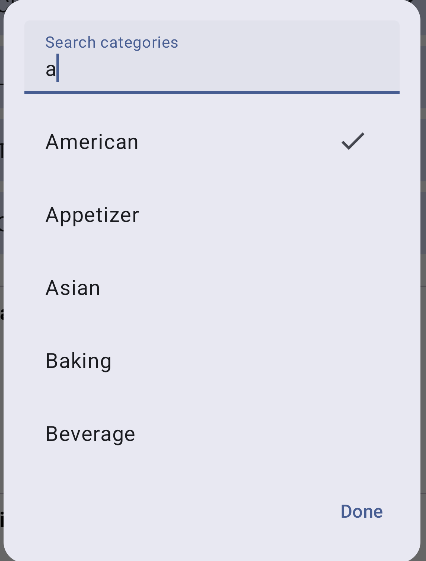 Search categories
a
American
Appetizer
Asian
Baking
Beverage
Done